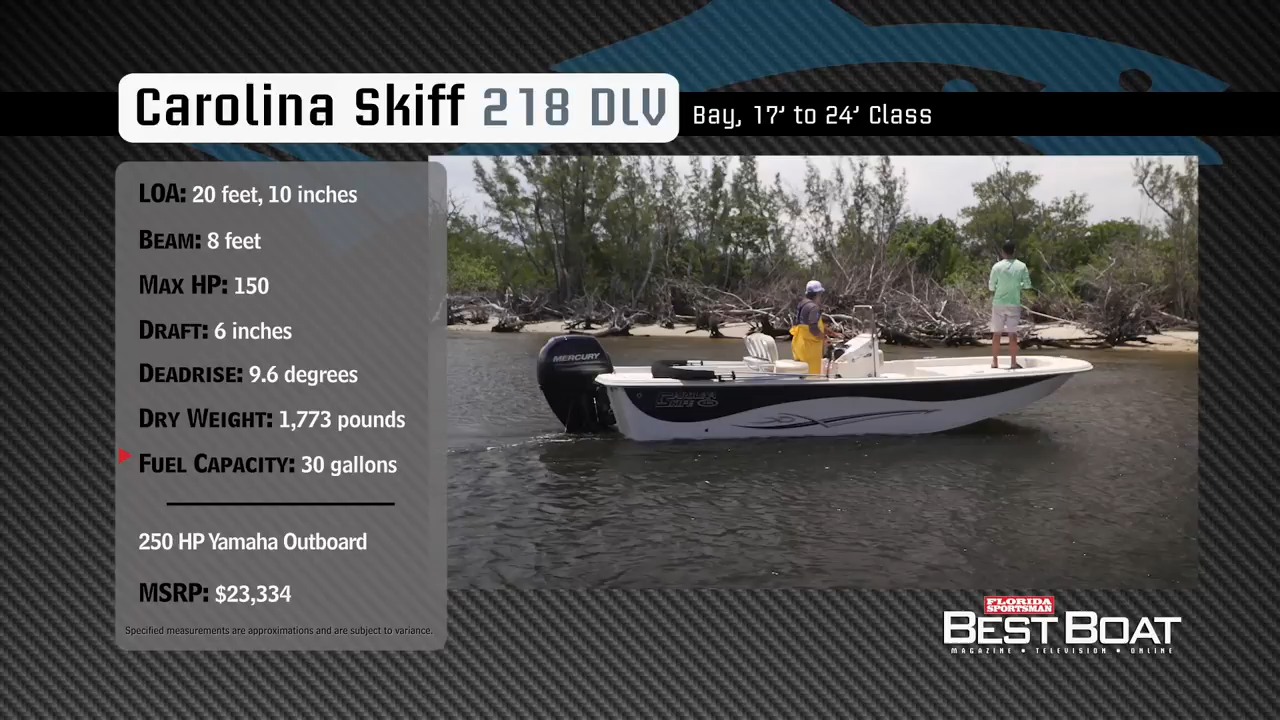 Carolina Skiff 218 DLV
Bay, 17' to 24' Class
LOA: 20 feet, 10 inches
BEAM: 8 feet
MAX HP: 150
DRAFT: 6 inches
DEADRISE: 9.6 degrees
DRY WEIGHT: 1,773 pounds
FUEL CAPACITY: 30 gallons
250 HP Yamaha Outboard
MSRP: $23,334
Specified measurements are approximations and are subject to variance.
MERCURY
CAROLINA
SKIFF
FLORIDA
SPORTSMAN
BEST BOAT
MAGAZINE • TELEVISION • ONLINE